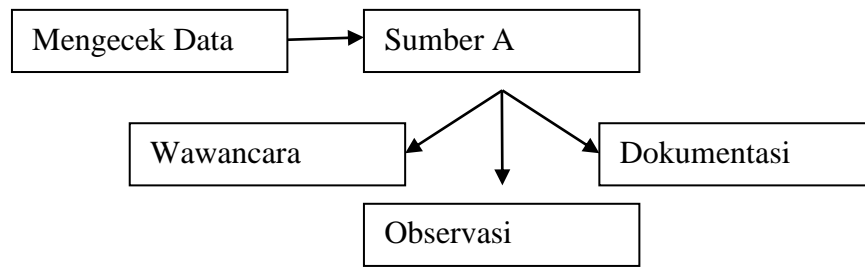 Mengecek Data
Sumber A
Wawancara
Dokumentasi
Observasi